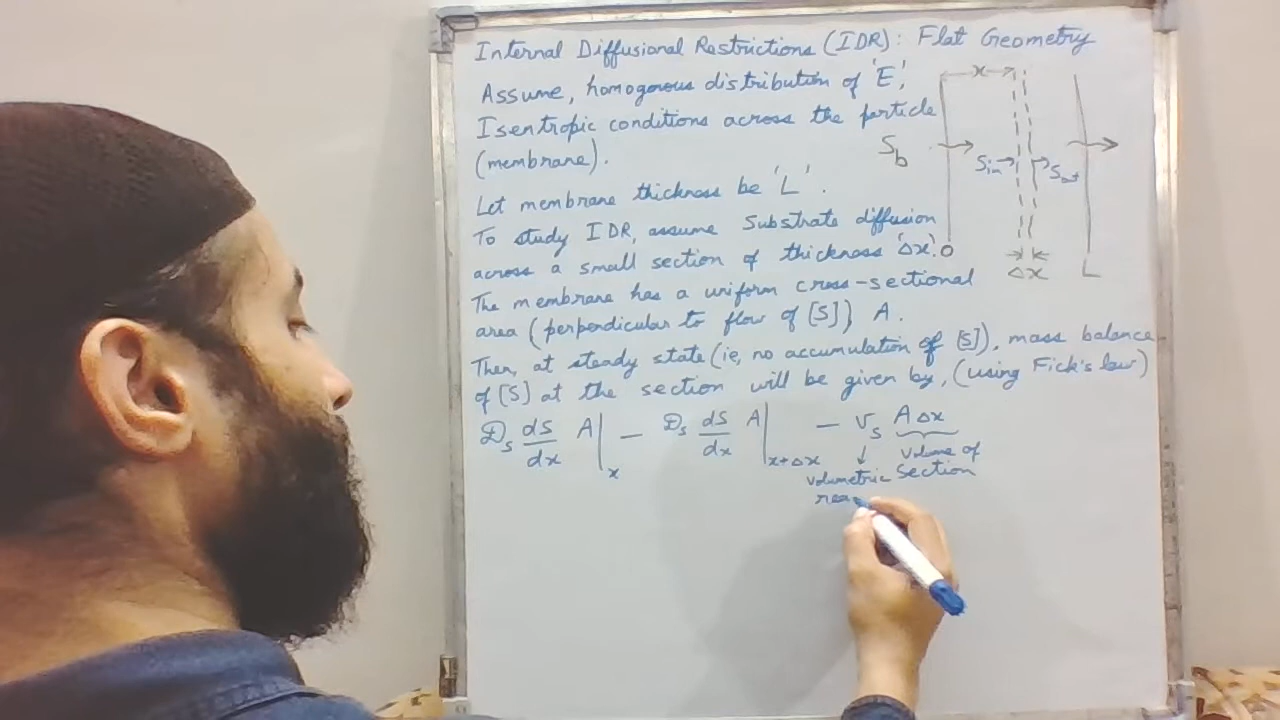 Internal Diffusional Restrictions (IDR): Flat Geometry
Assume, homogorous distribution of 'E',
Isentropic conditions across the particle
(membrane).
Let membrane thickness be 'L'.
To study IDR, assume Substrate diffusion
across a small section of thickness 'Δx'.
The membrane has a uniform cross-sectional
area (perpendicular to flow of [S]) A.
Then, at steady state (ie, no accumulation of [S]), mass balance
of [S] at the section will be given by, (using Fick's law)
𝒟s dS/dx A|x − 𝒟s dS/dx A|x+Δx − vs AΔx
↓ Volume of
Volumetric Section
reac
x
Sb → Sin → → Sout →
0 Δx L